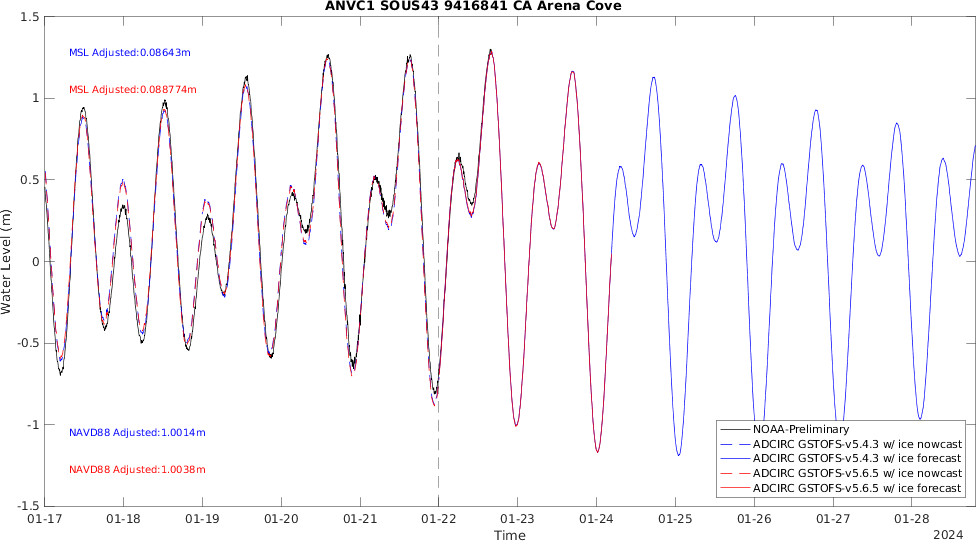 ANVC1 SOUS43 9416841 CA Arena Cove
1.5
1
0.5
0
-0.5
-1
-1.5
Water Level (m)
MSL Adjusted:0.08643m
MSL Adjusted:0.088774m
NAVD88 Adjusted:1.0014m
NAVD88 Adjusted:1.0038m
NOAA-Preliminary
ADCIRC GSTOFS-v5.4.3 w/ ice nowcast
ADCIRC GSTOFS-v5.4.3 w/ ice forecast
ADCIRC GSTOFS-v5.6.5 w/ ice nowcast
ADCIRC GSTOFS-v5.6.5 w/ ice forecast
01-17 01-18 01-19 01-20 01-21 01-22 01-23 01-24 01-25 01-26 01-27 01-28
Time
2024